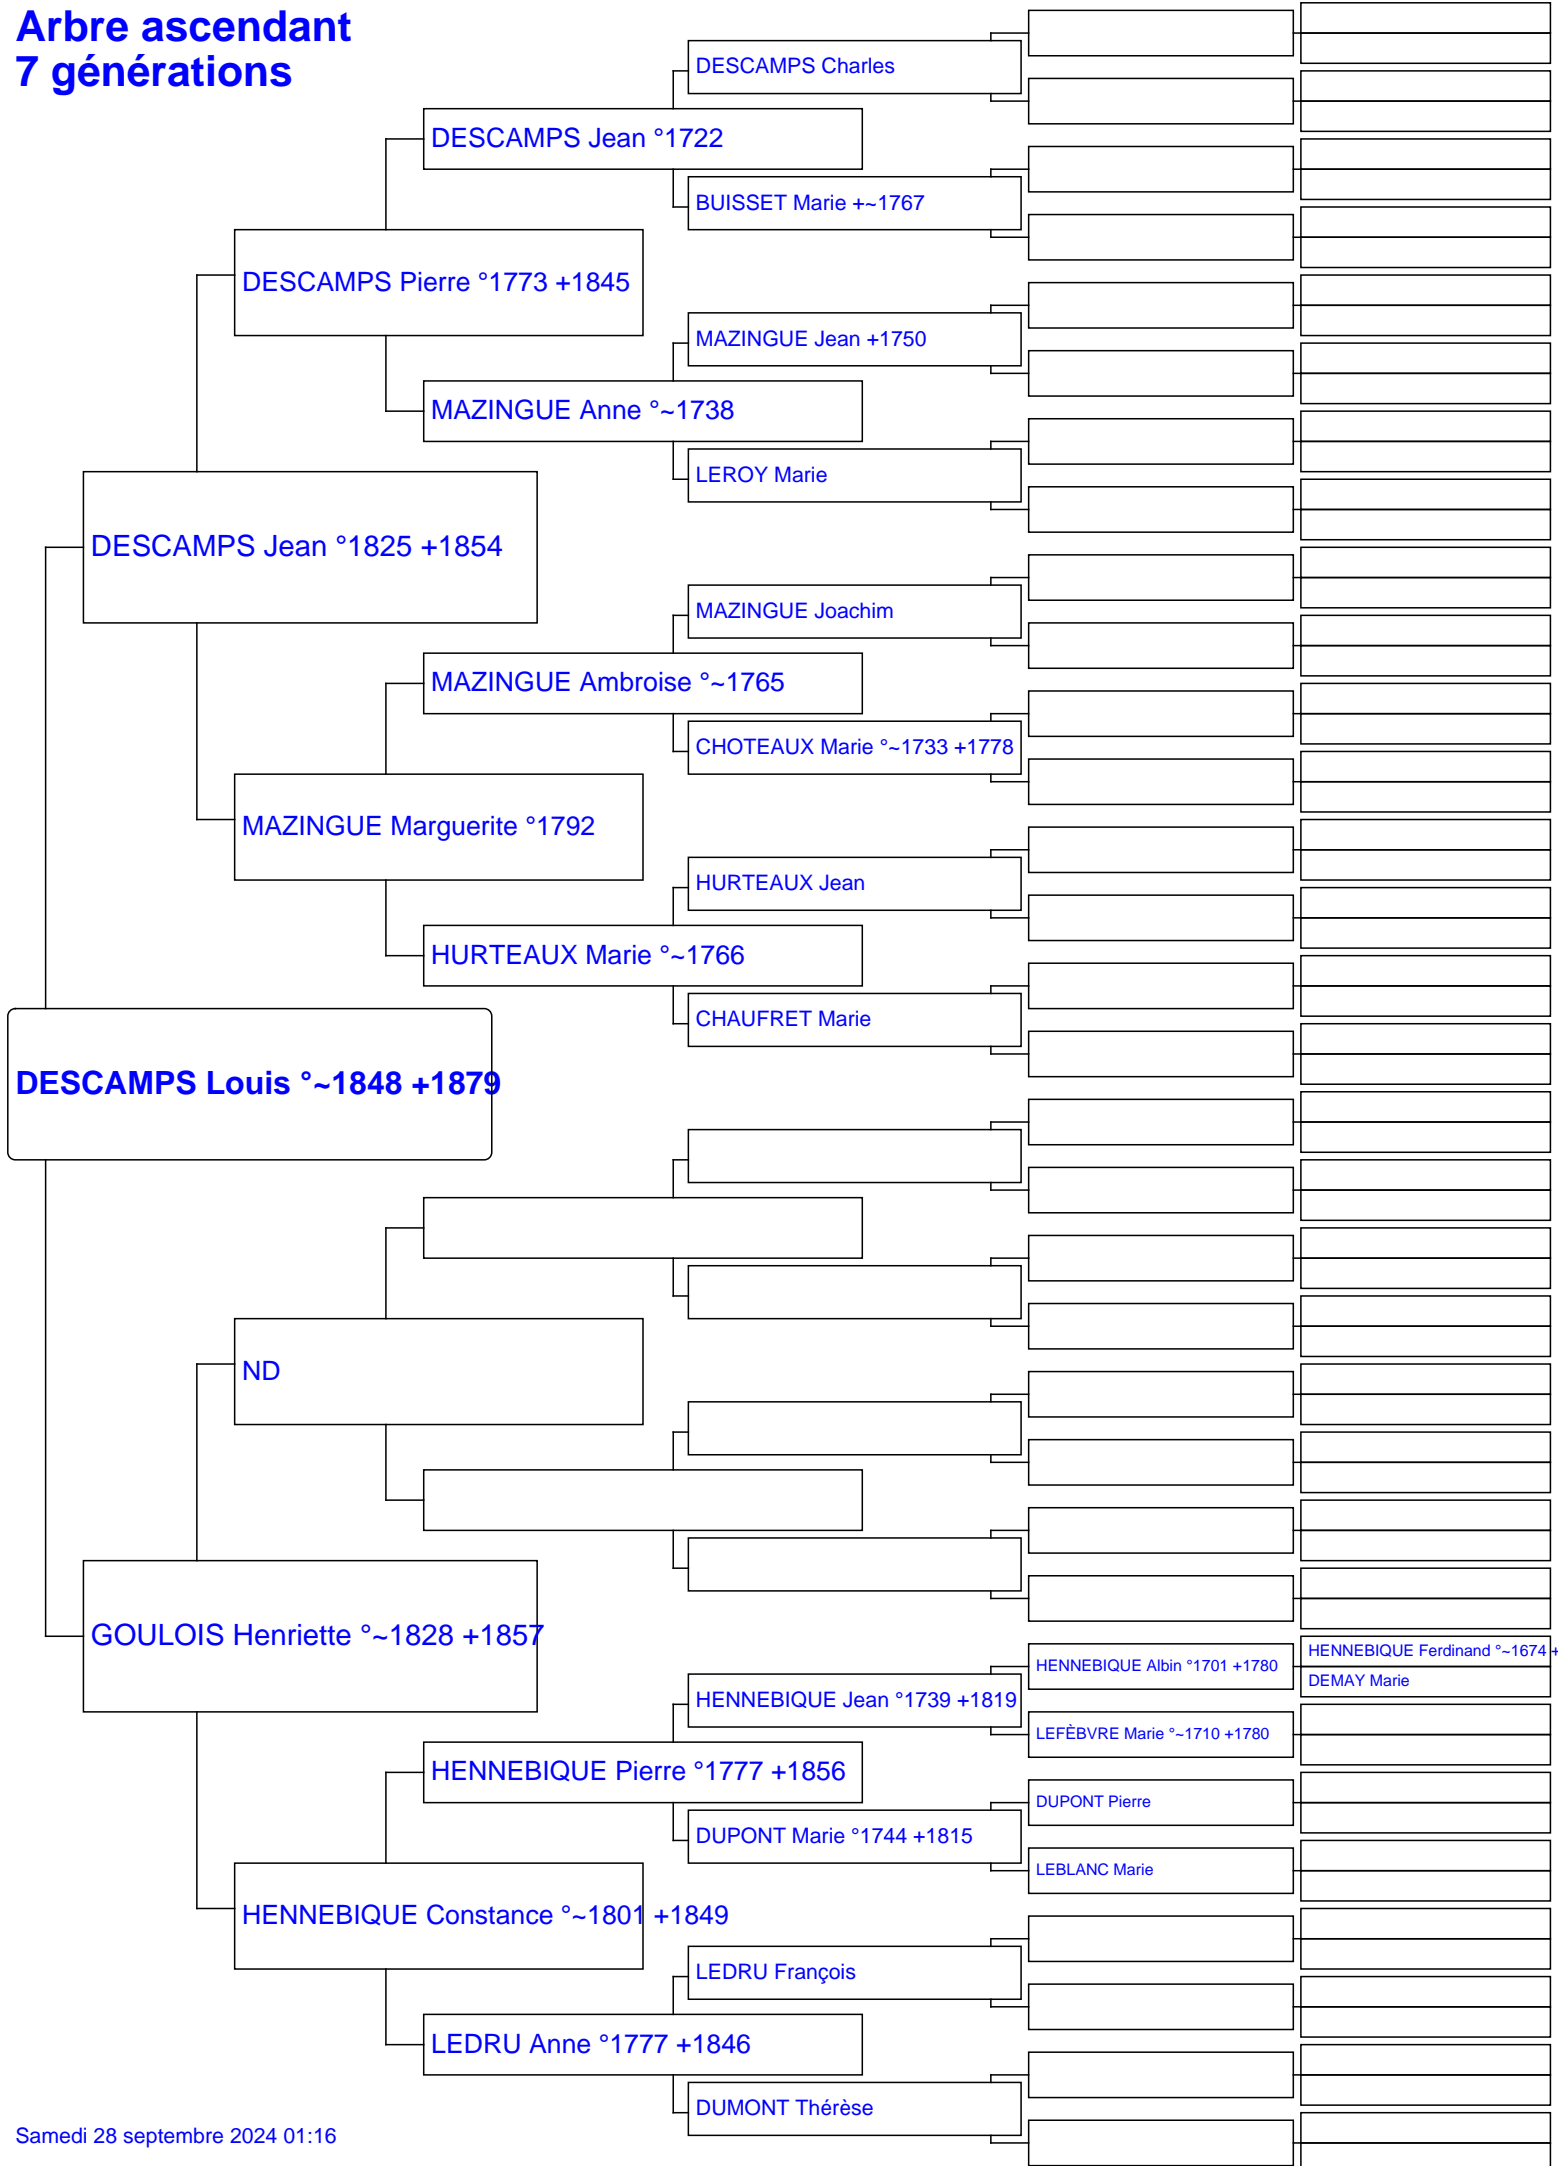 Arbre ascendant
7 générations
DESCAMPS Charles
DESCAMPS Jean °1722
BUISSET Marie +~1767
DESCAMPS Pierre °1773 +1845
MAZINGUE Jean +1750
MAZINGUE Anne °~1738
LEROY Marie
DESCAMPS Jean °1825 +1854
MAZINGUE Joachim
MAZINGUE Ambroise °~1765
CHOTEAUX Marie °~1733 +1778
MAZINGUE Marguerite °1792
HURTEAUX Jean
HURTEAUX Marie °~1766
CHAUFRET Marie
DESCAMPS Louis °~1848 +1879
ND
GOULOIS Henriette °~1828 +1857
HENNEBIQUE Ferdinand °~1674 +
HENNEBIQUE Albin °1701 +1780
DEMAY Marie
HENNEBIQUE Jean °1739 +1819
LEFÈBVRE Marie °~1710 +1780
HENNEBIQUE Pierre °1777 +1856
DUPONT Pierre
DUPONT Marie °1744 +1815
LEBLANC Marie
HENNEBIQUE Constance °~1801 +1849
LEDRU François
LEDRU Anne °1777 +1846
DUMONT Thérèse
Samedi 28 septembre 2024 01:16